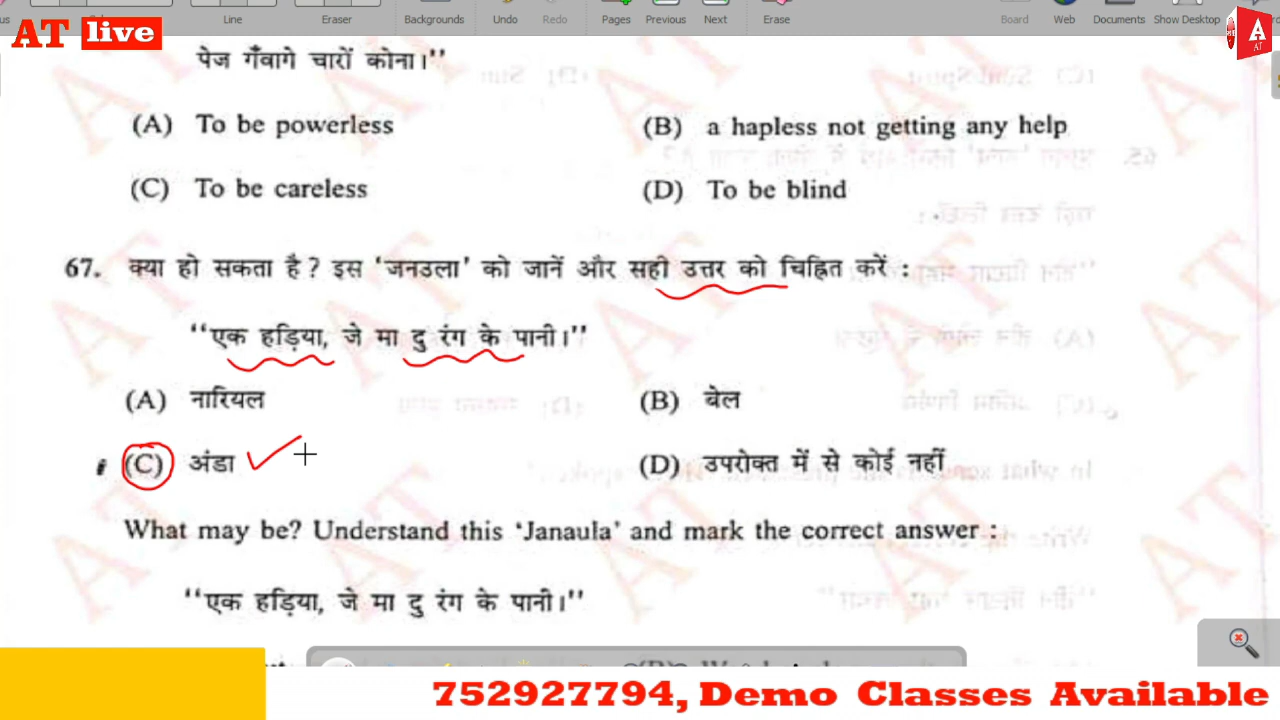 us Line Eraser Backgrounds Undo Redo Pages Previous Next Erase Board Web Documents Show Desktop
AT live
A
AT
पेज गँवागे चारों कोना।''
(A) To be powerless (B) a hapless not getting any help
(C) To be careless (D) To be blind
67. क्या हो सकता है? इस 'जनउला' को जानें और सही उत्तर को चिह्नित करें :
''एक हड़िया, जे मा दु रंग के पानी।''
(A) नारियल (B) बेल
(C) अंडा (D) उपरोक्त में से कोई नहीं
What may be? Understand this 'Janaula' and mark the correct answer :
''एक हड़िया, जे मा दु रंग के पानी।''
752927794, Demo Classes Available